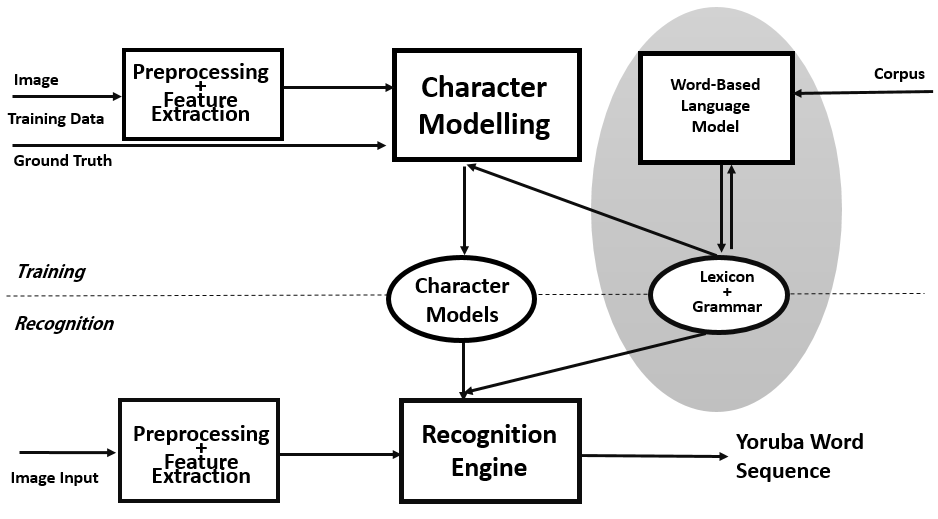 Image
Training Data
Ground Truth
Preprocessing
+
Feature
Extraction
Character
Modelling
Word-Based
Language
Model
Corpus
Training
Character
Models
Lexicon
+
Grammar
Recognition
Image Input
Preprocessing
+
Feature
Extraction
Recognition
Engine
Yoruba Word
Sequence